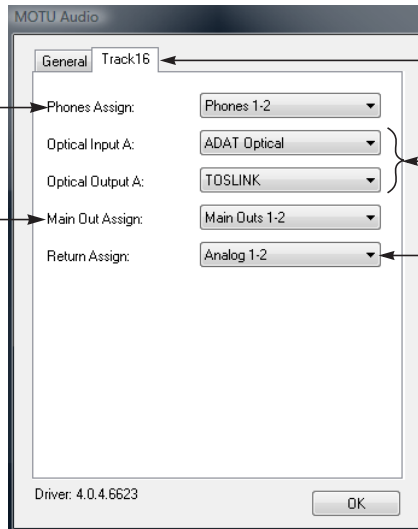 MOTU Audio
General Track16
Phones Assign: Phones 1-2
Optical Input A: ADAT Optical
Optical Output A: TOSLINK
Main Out Assign: Main Outs 1-2
Return Assign: Analog 1-2
Driver: 4.0.4.6623
OK